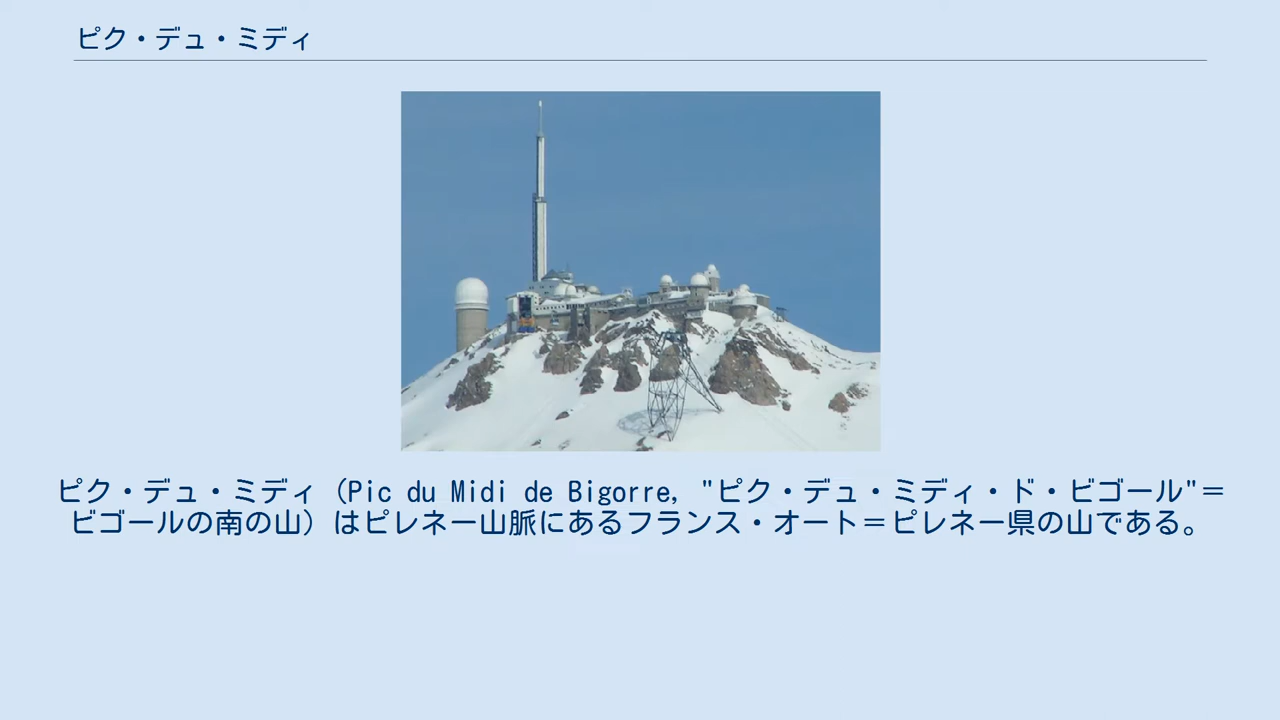 ピク・デュ・ミディ
ピク・デュ・ミディ（Pic du Midi de Bigorre, "ピク・デュ・ミディ・ド・ビゴール"＝
ビゴールの南の山）はピレネー山脈にあるフランス・オート＝ピレネー県の山である。